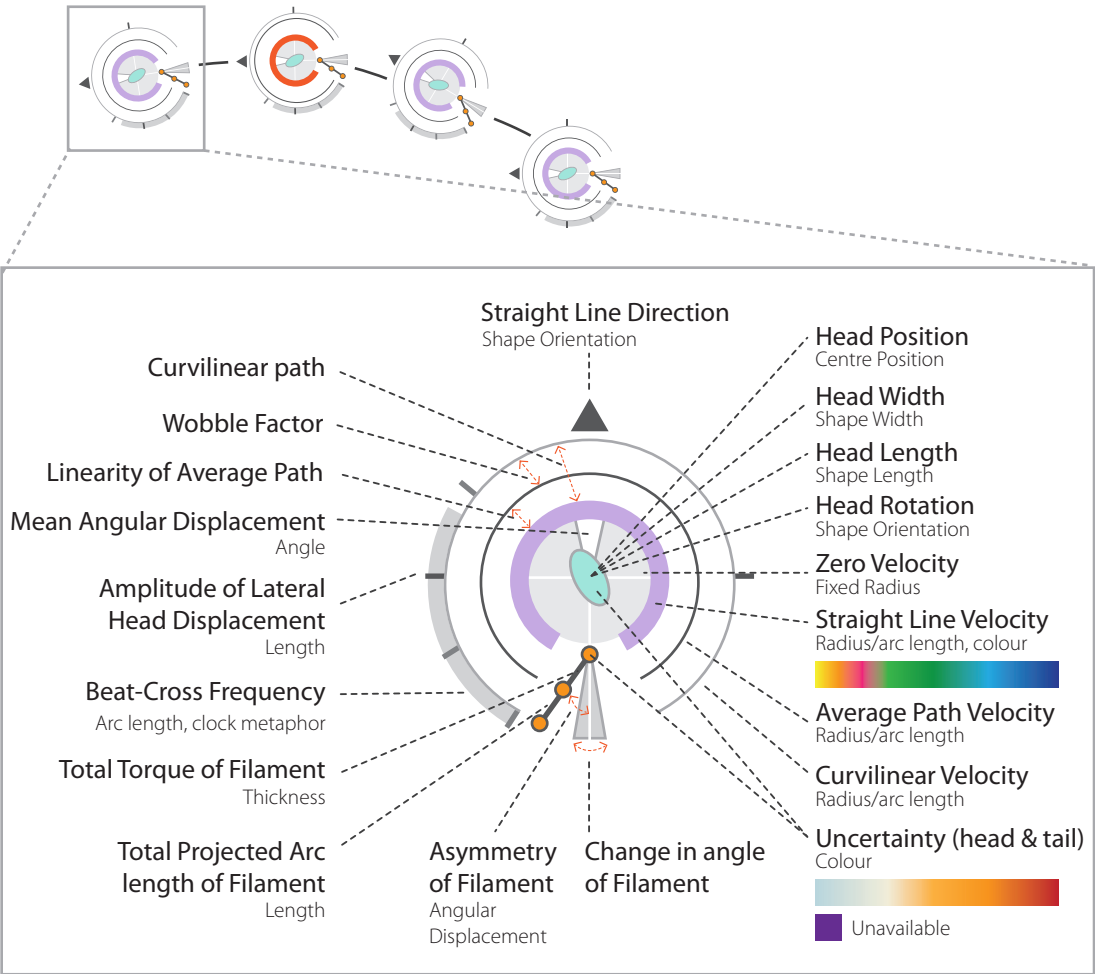 Straight Line Direction
Shape Orientation
Curvilinear path
Wobble Factor
Linearity of Average Path
Mean Angular Displacement
Angle
Amplitude of Lateral
Head Displacement
Length
Beat-Cross Frequency
Arc length, clock metaphor
Total Torque of Filament
Thickness
Total Projected Arc
length of Filament
Length
Asymmetry
of Filament
Angular
Displacement
Change in angle
of Filament
Head Position
Centre Position
Head Width
Shape Width
Head Length
Shape Length
Head Rotation
Shape Orientation
Zero Velocity
Fixed Radius
Straight Line Velocity
Radius/arc length, colour
Average Path Velocity
Radius/arc length
Curvilinear Velocity
Radius/arc length
Uncertainty (head & tail)
Colour
Unavailable